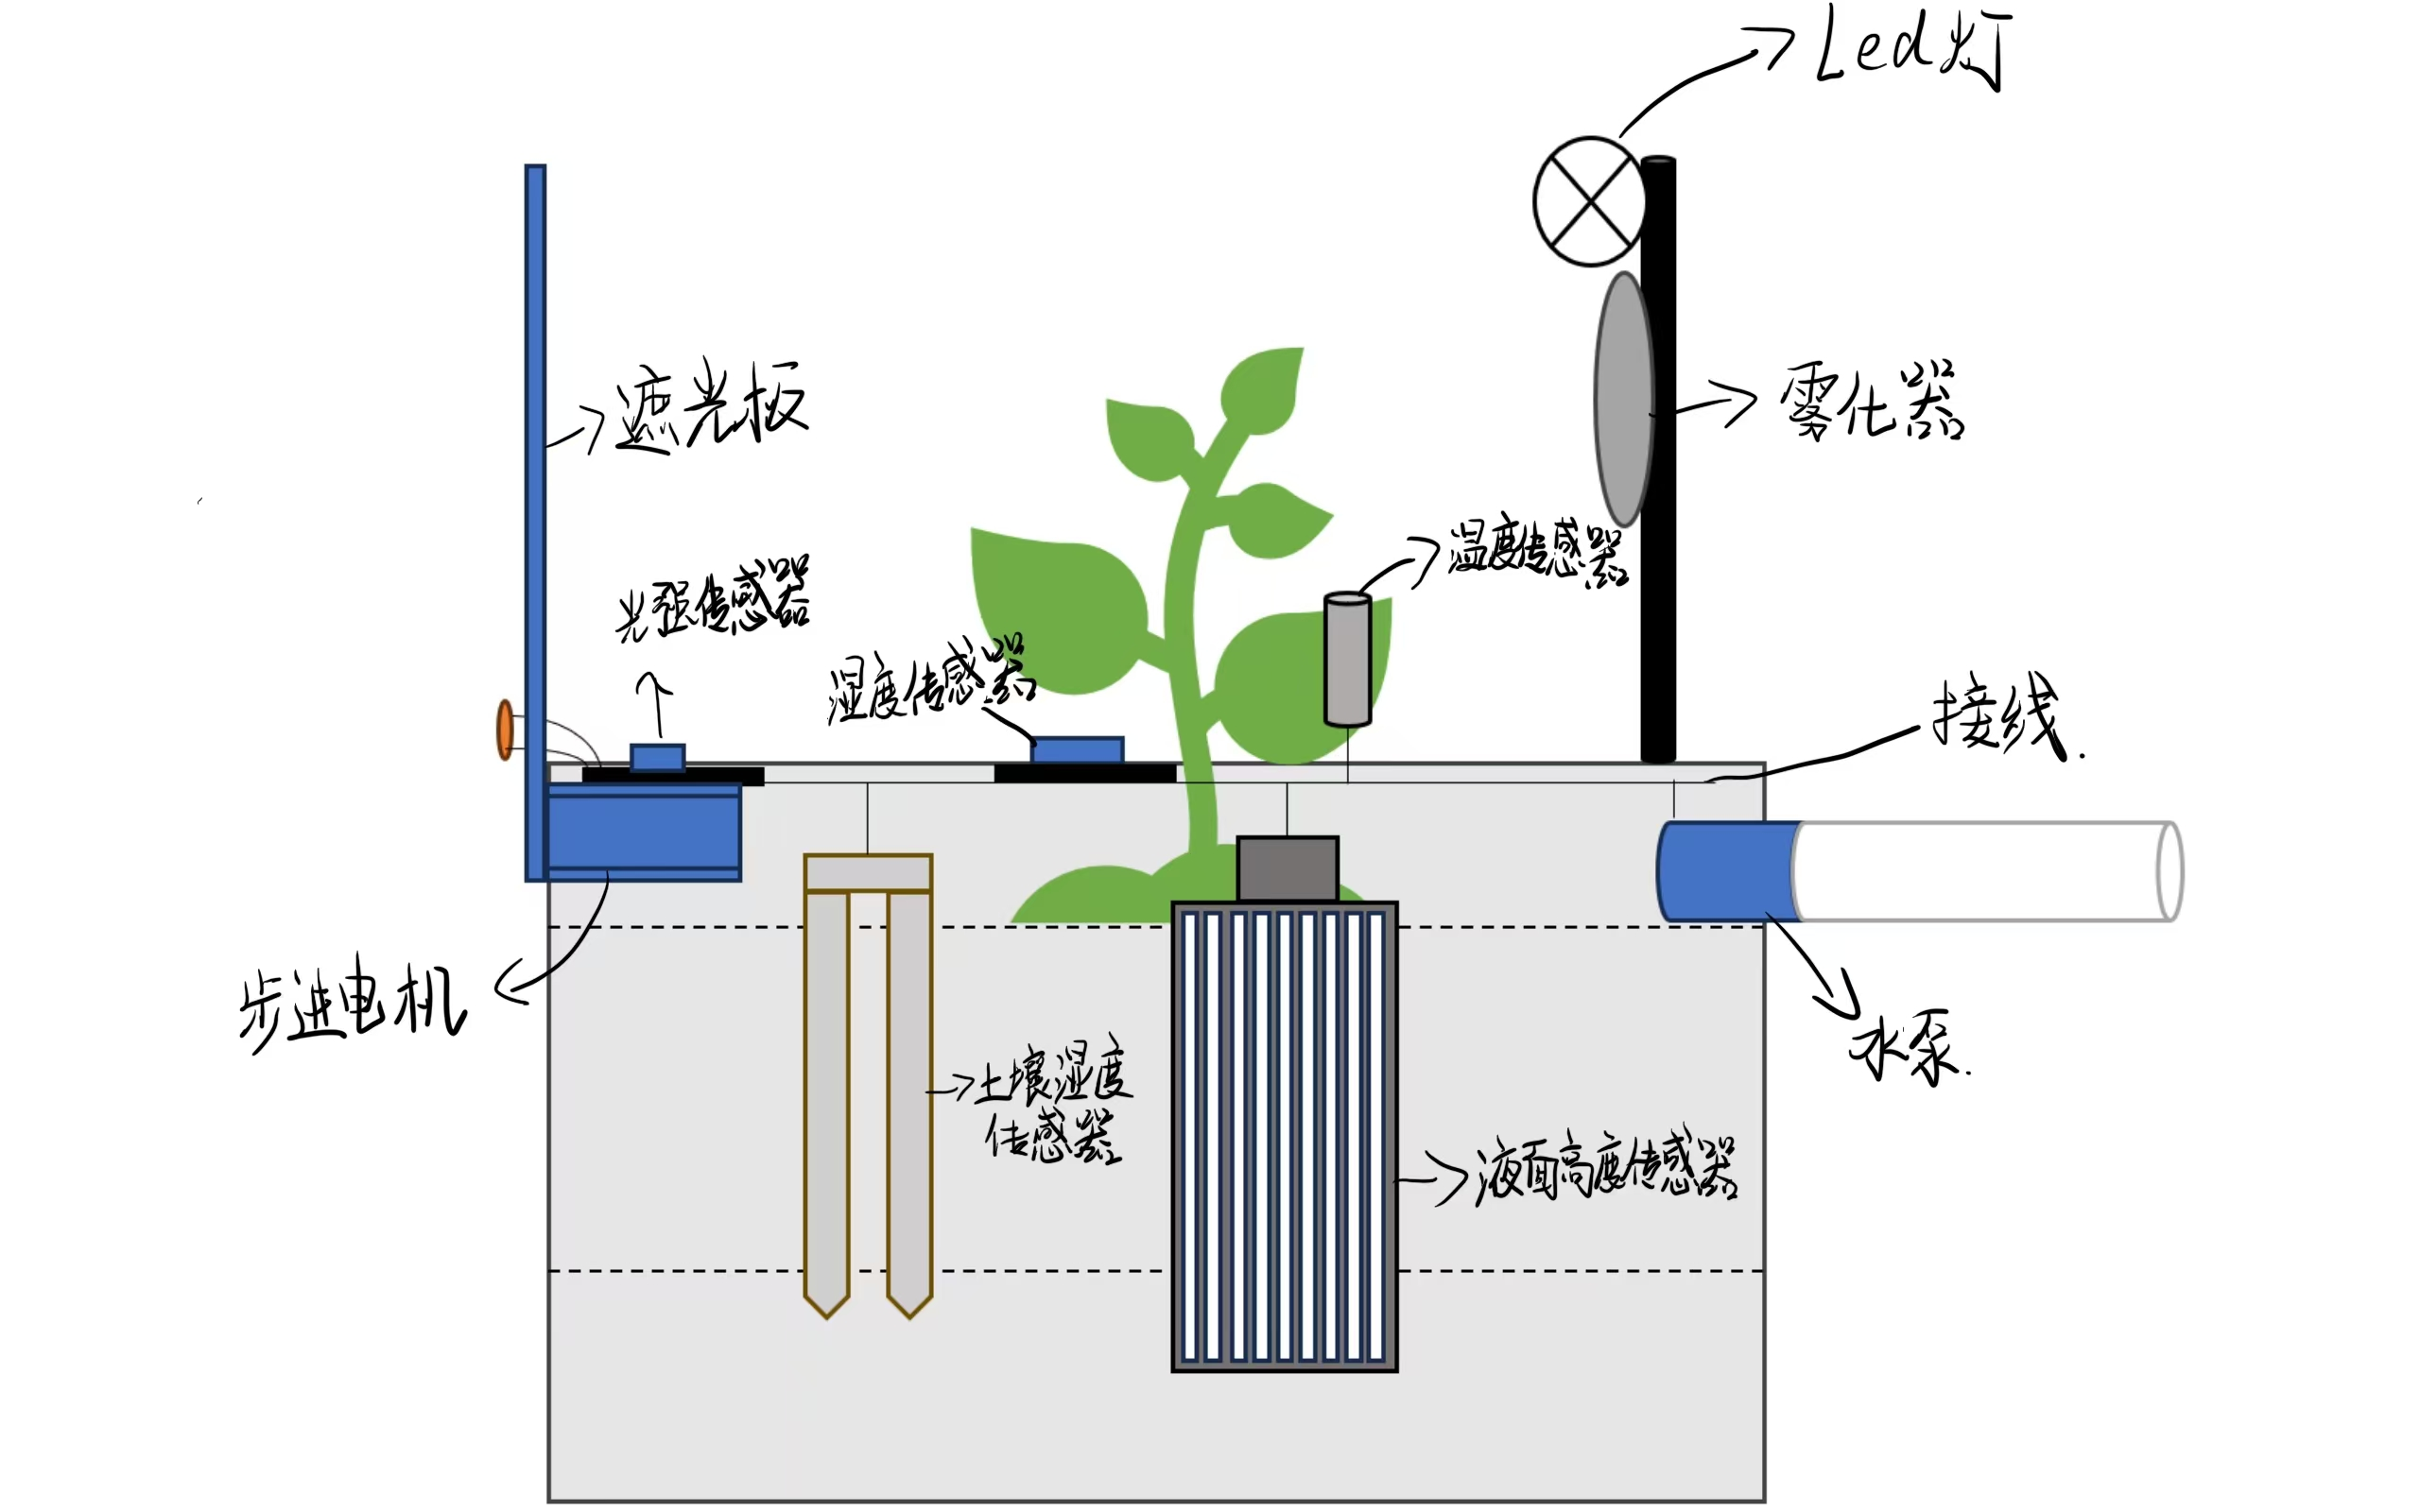 Led灯
遮光板
雾化器
温度传感器
光强传感器
湿度传感器
接线.
步进电机
水泵.
土壤湿度
传感器
液面高度传感器